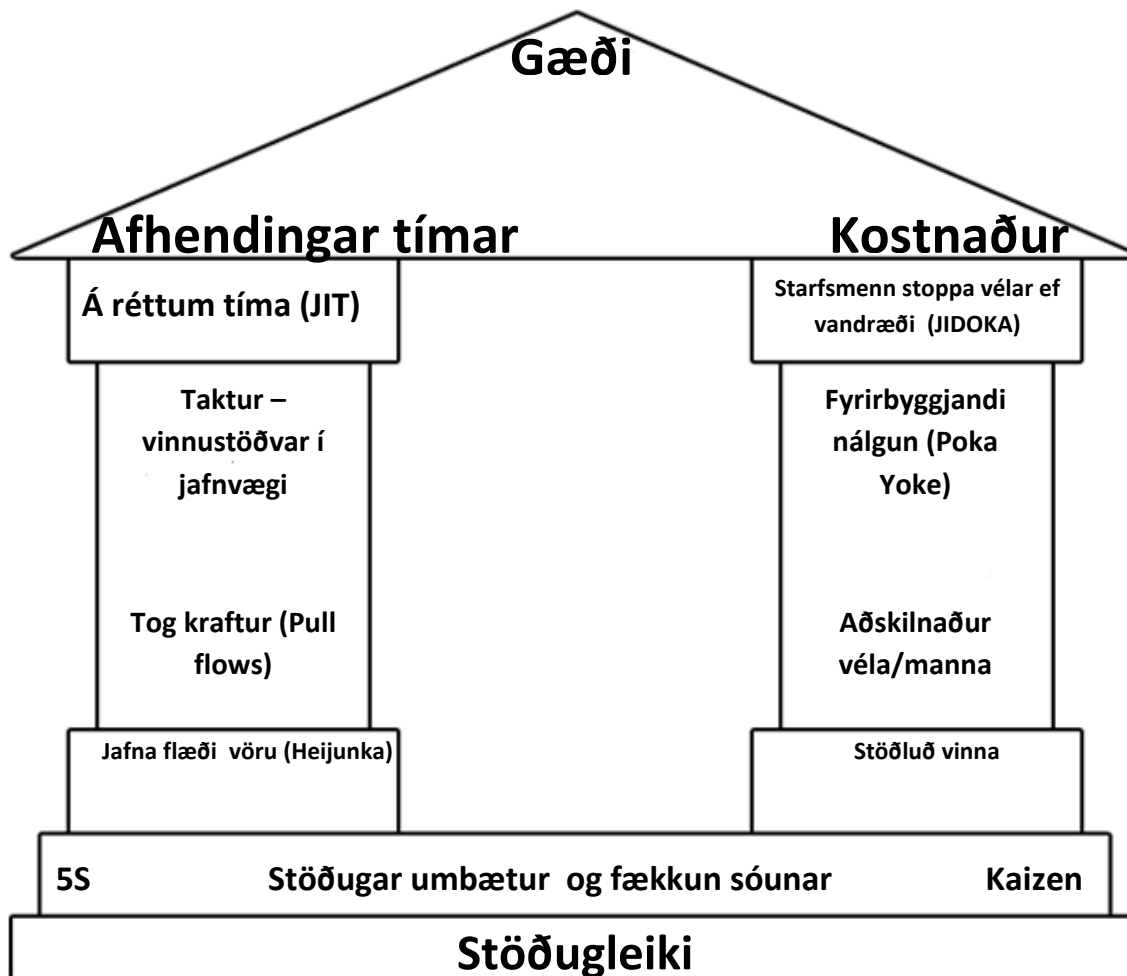 Gæði
Afhendingar tímar
Kostnaður
Á réttum tíma (JIT)
Taktur –
vinnustöðvar í
jafnvægi
Tog kraftur (Pull
flows)
Jafna flæði vöru (Heijunka)
Starfsmenn stoppa vélar ef
vandræði (JIDOKA)
Fyrirbyggjandi
nálgun (Poka
Yoke)
Aðskilnaður
véla/manna
Stöðluð vinna
5S Stöðugar umbætur og fækkun sóunar Kaizen
Stöðugleiki